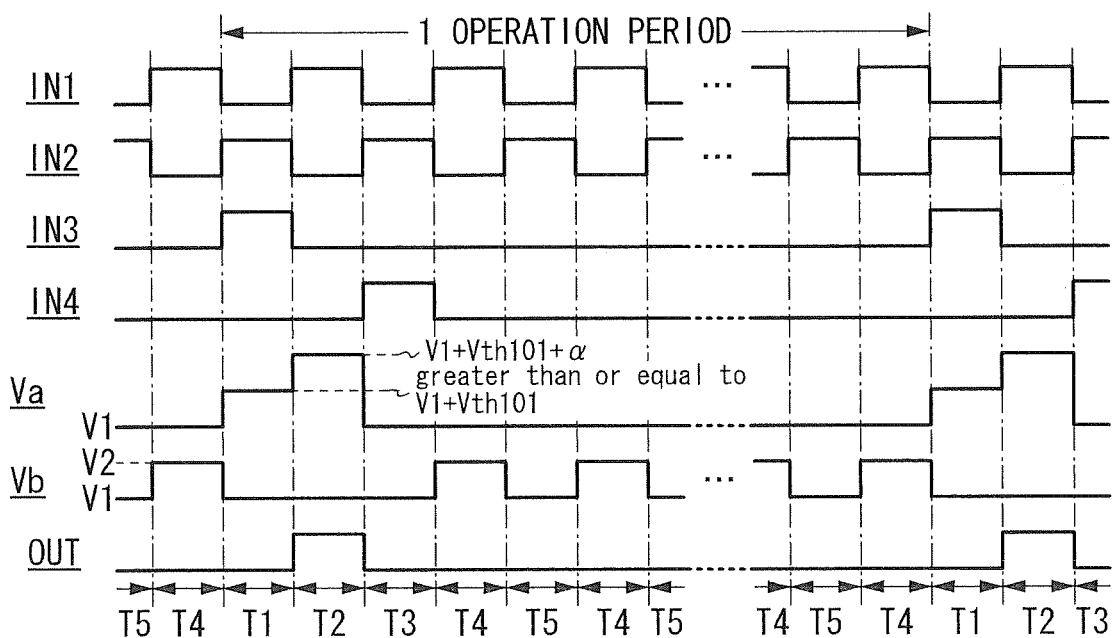 1 OPERATION PERIOD
IN1
...
IN2
...
IN3
IN4
V1+Vth101+α
greater than or equal to
V1+Vth101
Va
V1
V2
Vb
V1
...
OUT
T5 T4 T1 T2 T3 T4 T5 T4 T5 T4 T5 T4 T1 T2 T3